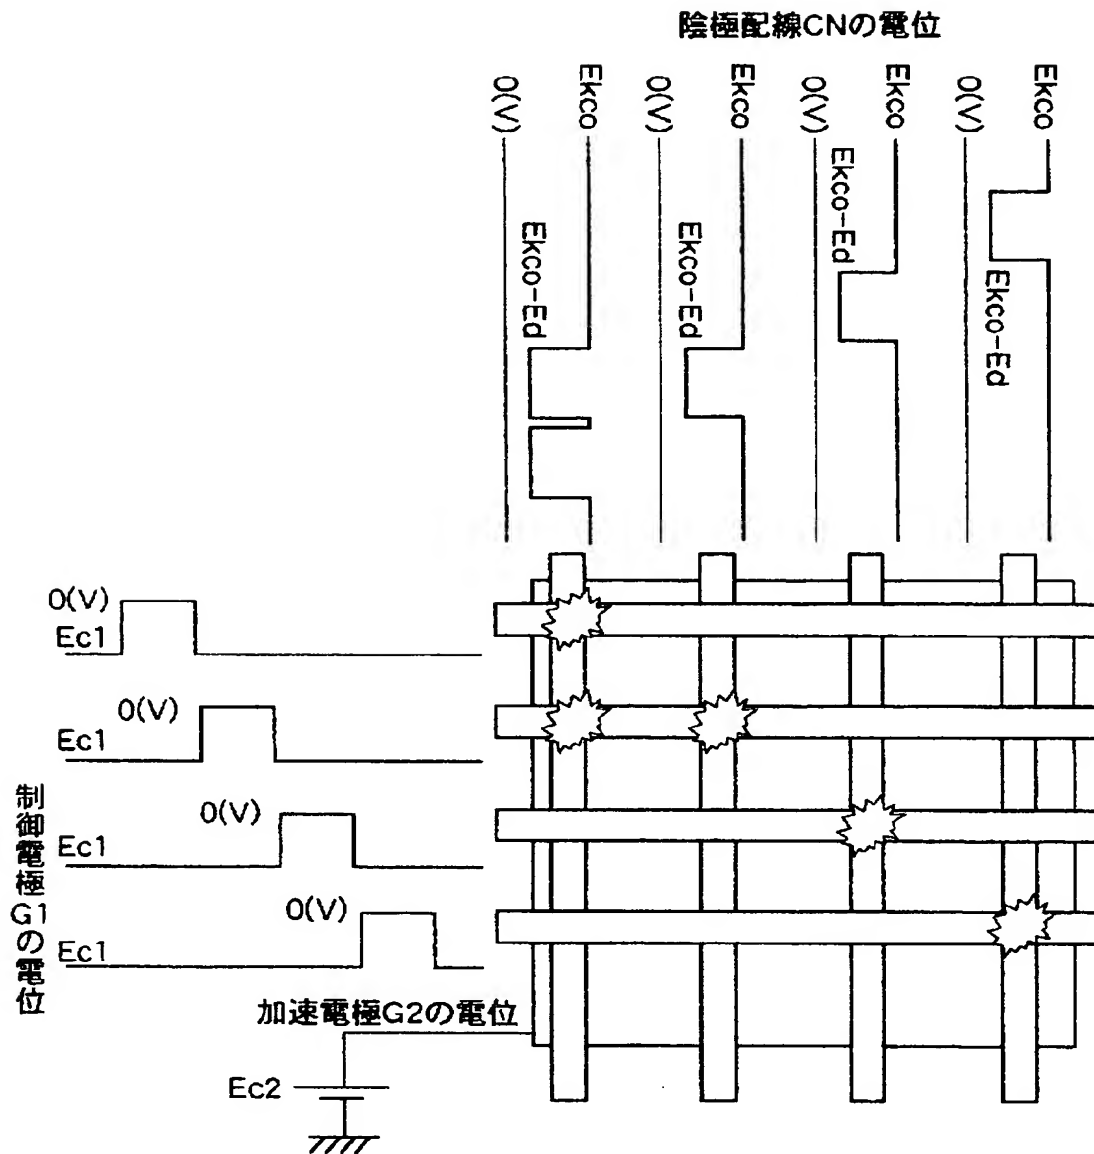 陰極配線CNの電位
0(V)
Ekco
0(V)
Ekco
0(V)
Ekco
0(V)
Ekco
Ekco-Ed
Ekco-Ed
Ekco-Ed
Ekco-Ed
0(V)
Ec1
0(V)
Ec1
0(V)
Ec1
0(V)
Ec1
制御電極G1の電位
加速電極G2の電位
Ec2